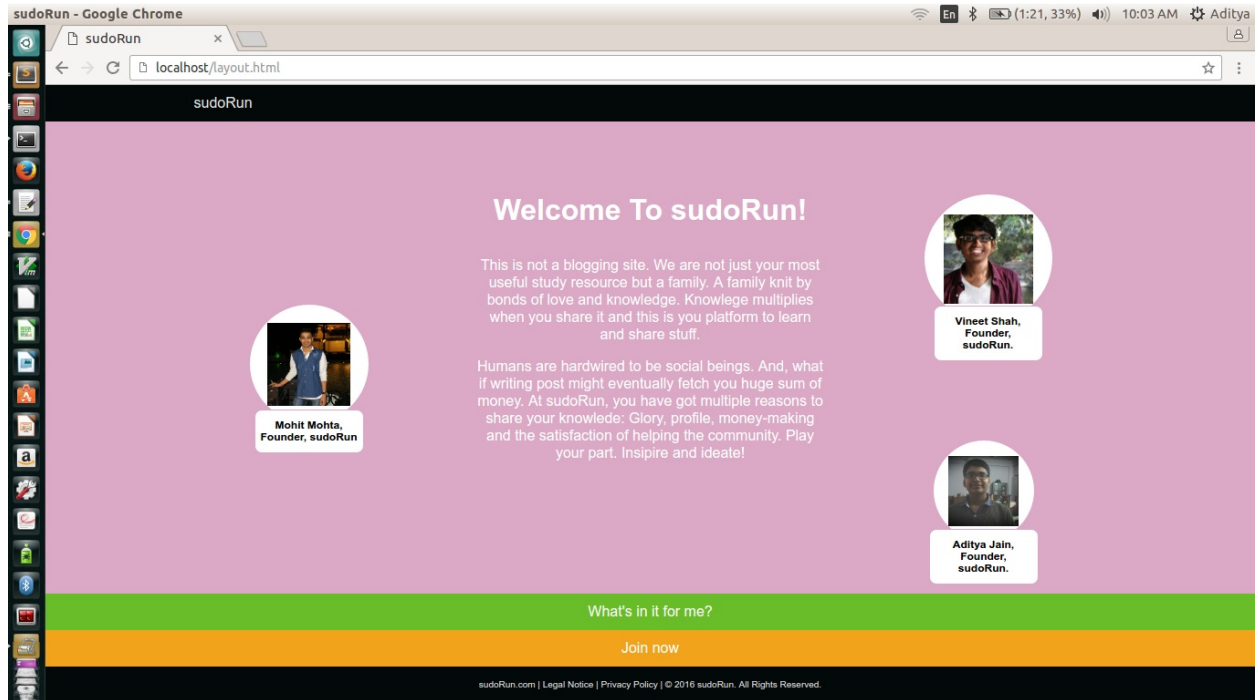 sudoRun - Google Chrome
En (1:21, 33%) 10:03 AM Aditya
sudoRun
localhost/layout.html
sudoRun
Welcome To sudoRun!
This is not a blogging site. We are not just your most
useful study resource but a family. A family knit by
bonds of love and knowledge. Knowlege multiplies
when you share it and this is you platform to learn
and share stuff.
Humans are hardwired to be social beings. And, what
if writing post might eventually fetch you huge sum of
money. At sudoRun, you have got multiple reasons to
share your knowlede: Glory, profile, money-making
and the satisfaction of helping the community. Play
your part. Insipire and ideate!
Mohit Mohta,
Founder, sudoRun
Vineet Shah,
Founder,
sudoRun.
Aditya Jain,
Founder,
sudoRun.
What's in it for me?
Join now
sudoRun.com | Legal Notice | Privacy Policy | © 2016 sudoRun. All Rights Reserved.